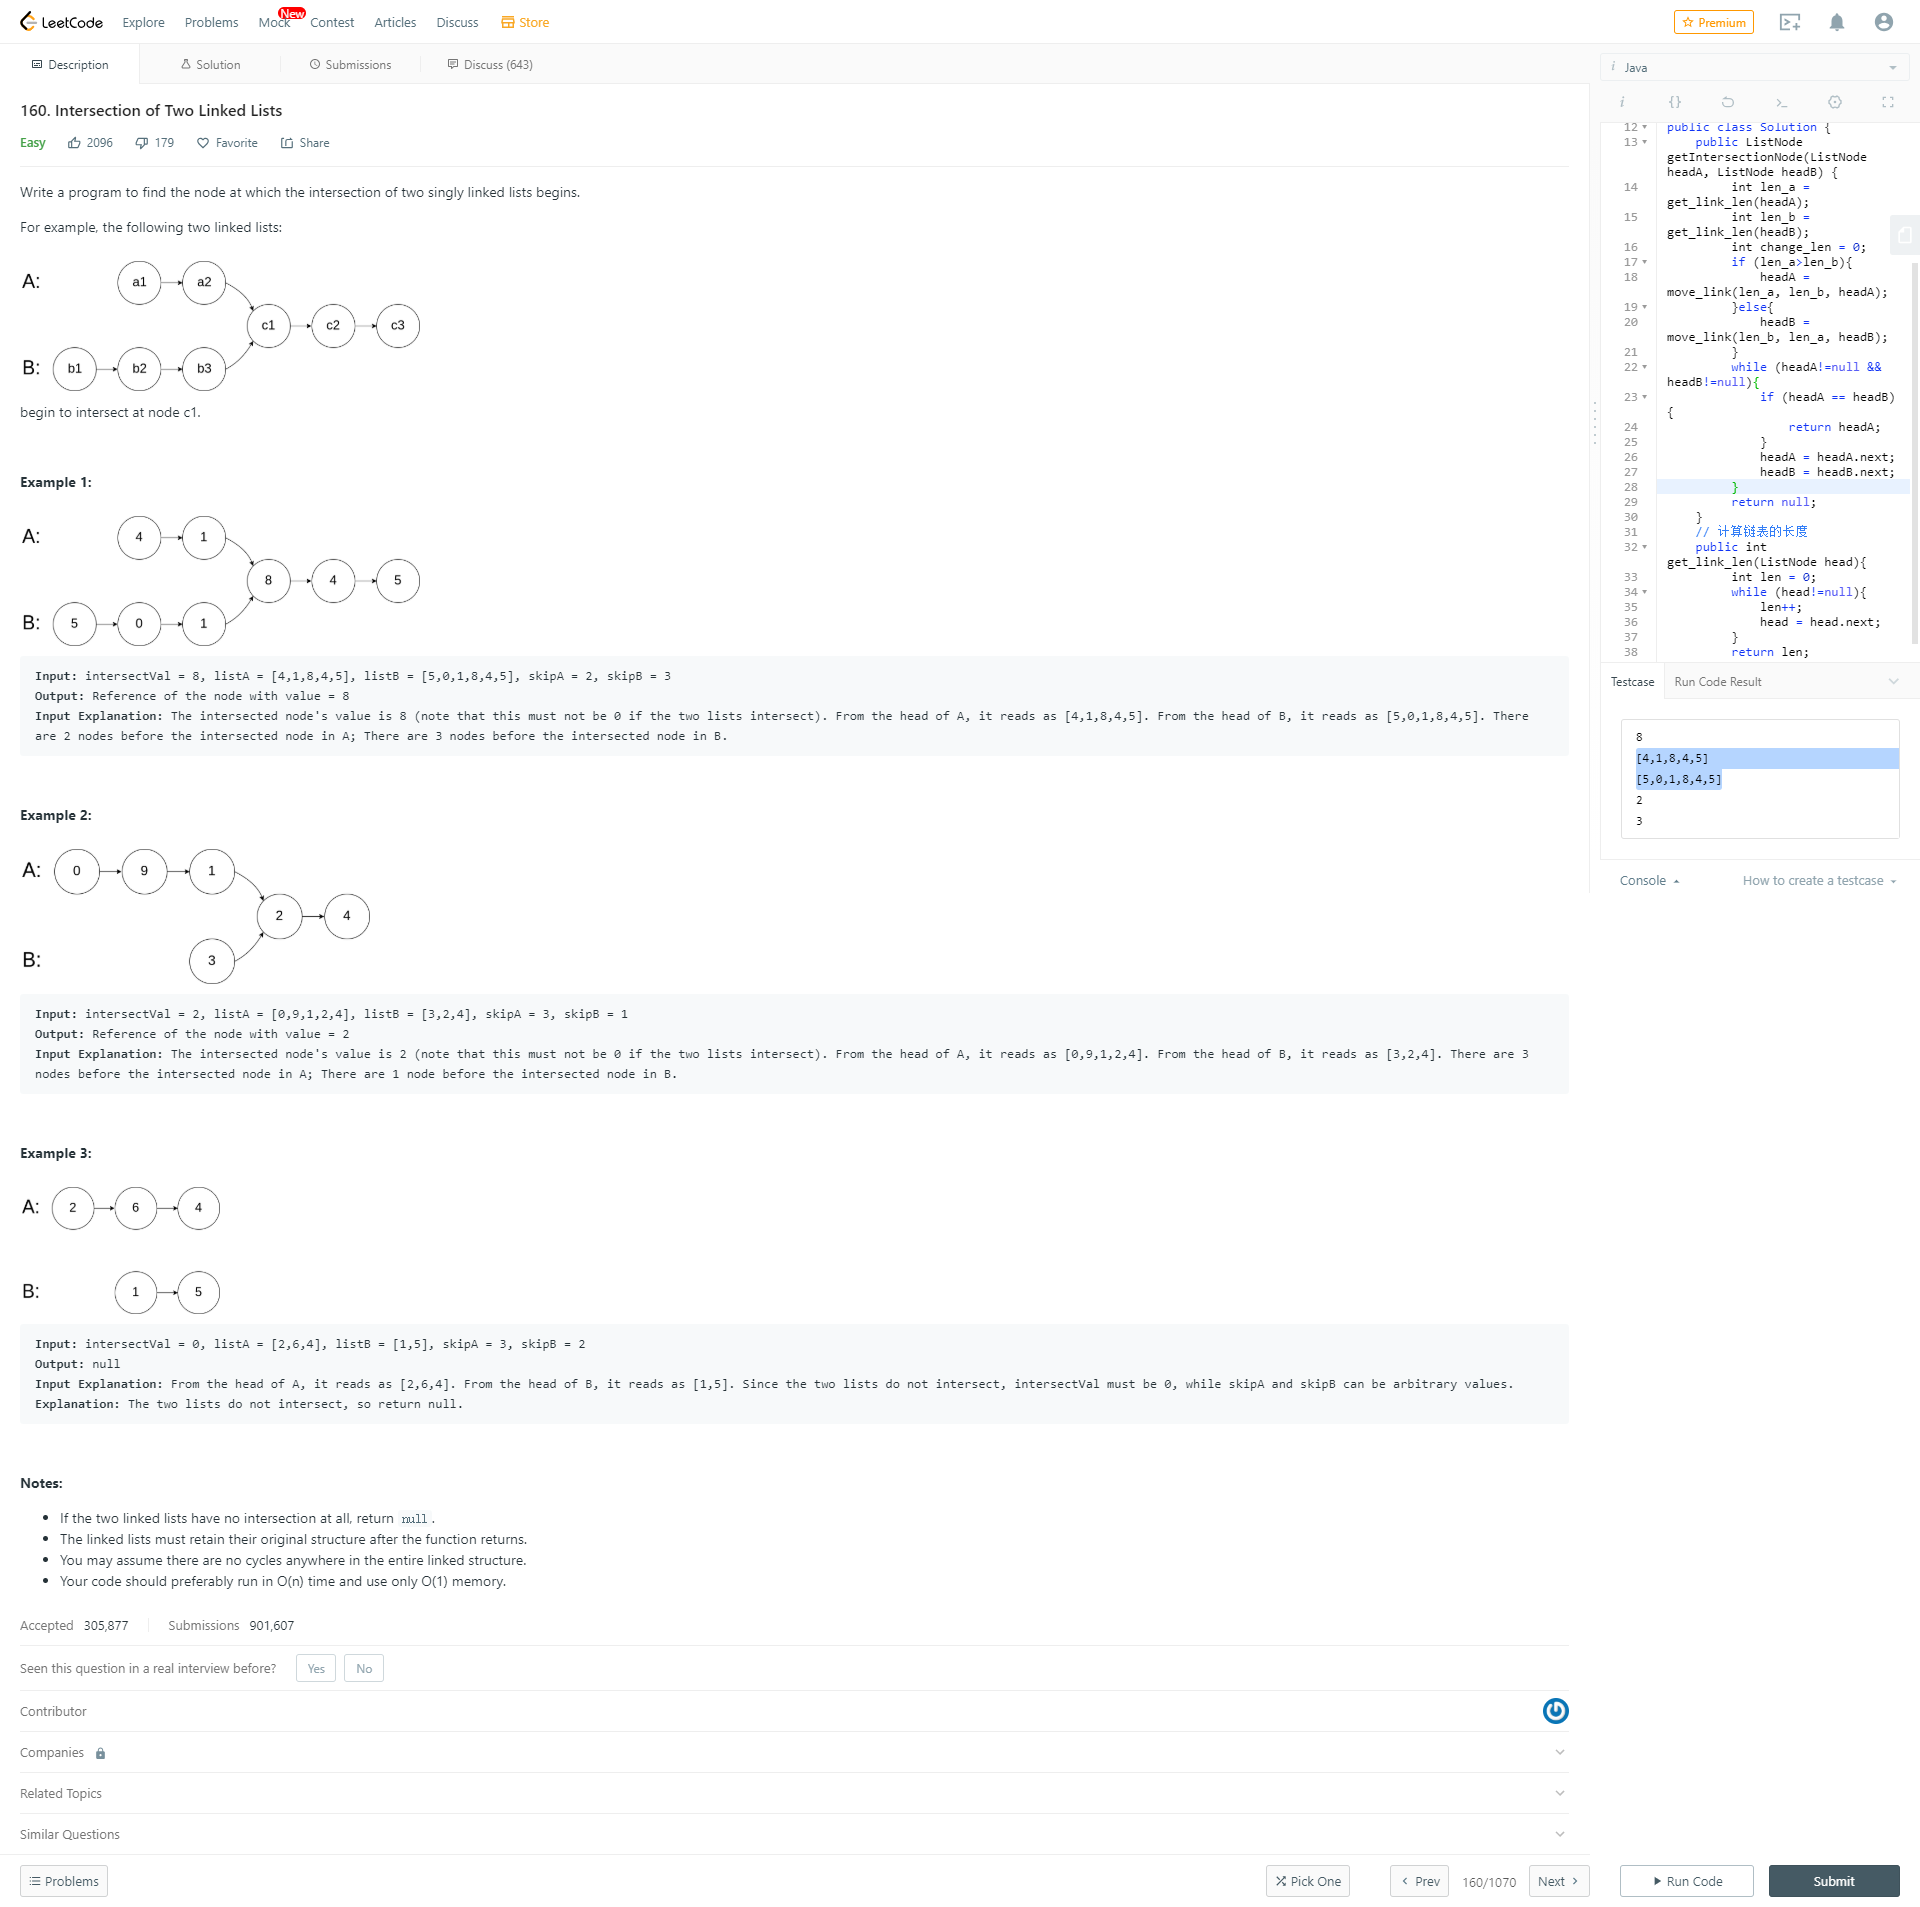 LeetCode Explore Problems Mock New Contest Articles Discuss Store Premium
Description Solution Submissions Discuss (643)
160. Intersection of Two Linked Lists
Easy 2096 179 Favorite Share
Write a program to find the node at which the intersection of two singly linked lists begins.
For example, the following two linked lists:
A: a1 a2
c1 c2 c3
B: b1 b2 b3
begin to intersect at node c1.
Example 1:
A: 4 1
8 4 5
B: 5 0 1
Input: intersectVal = 8, listA = [4,1,8,4,5], listB = [5,0,1,8,4,5], skipA = 2, skipB = 3
Output: Reference of the node with value = 8
Input Explanation: The intersected node's value is 8 (note that this must not be 0 if the two lists intersect). From the head of A, it reads as [4,1,8,4,5]. From the head of B, it reads as [5,0,1,8,4,5]. There
are 2 nodes before the intersected node in A; There are 3 nodes before the intersected node in B.
Example 2:
A: 0 9 1
2 4
B: 3
Input: intersectVal = 2, listA = [0,9,1,2,4], listB = [3,2,4], skipA = 3, skipB = 1
Output: Reference of the node with value = 2
Input Explanation: The intersected node's value is 2 (note that this must not be 0 if the two lists intersect). From the head of A, it reads as [0,9,1,2,4]. From the head of B, it reads as [3,2,4]. There are 3
nodes before the intersected node in A; There are 1 node before the intersected node in B.
Example 3:
A: 2 6 4
B: 1 5
Input: intersectVal = 0, listA = [2,6,4], listB = [1,5], skipA = 3, skipB = 2
Output: null
Input Explanation: From the head of A, it reads as [2,6,4]. From the head of B, it reads as [1,5]. Since the two lists do not intersect, intersectVal must be 0, while skipA and skipB can be arbitrary values.
Explanation: The two lists do not intersect, so return null.
Notes:
• If the two linked lists have no intersection at all, return null.
• The linked lists must retain their original structure after the function returns.
• You may assume there are no cycles anywhere in the entire linked structure.
• Your code should preferably run in O(n) time and use only O(1) memory.
Accepted 305,877 Submissions 901,607
Seen this question in a real interview before? Yes No
Contributor
Companies
Related Topics
Similar Questions
Problems Pick One Prev 160/1070 Next
i Java
i {} >_
12 public class Solution {
13 public ListNode
getIntersectionNode(ListNode
headA, ListNode headB) {
14 int len_a =
get_link_len(headA);
15 int len_b =
get_link_len(headB);
16 int change_len = 0;
17 if (len_a>len_b){
18 headA =
move_link(len_a, len_b, headA);
19 }else{
20 headB =
move_link(len_b, len_a, headB);
21 }
22 while (headA!=null &&
headB!=null){
23 if (headA == headB)
{
24 return headA;
25 }
26 headA = headA.next;
27 headB = headB.next;
28 }
29 return null;
30 }
31 // 计算链表的长度
32 public int
get_link_len(ListNode head){
33 int len = 0;
34 while (head!=null){
35 len++;
36 head = head.next;
37 }
38 return len;
Testcase Run Code Result
8
[4,1,8,4,5]
[5,0,1,8,4,5]
2
3
Console How to create a testcase
Run Code Submit